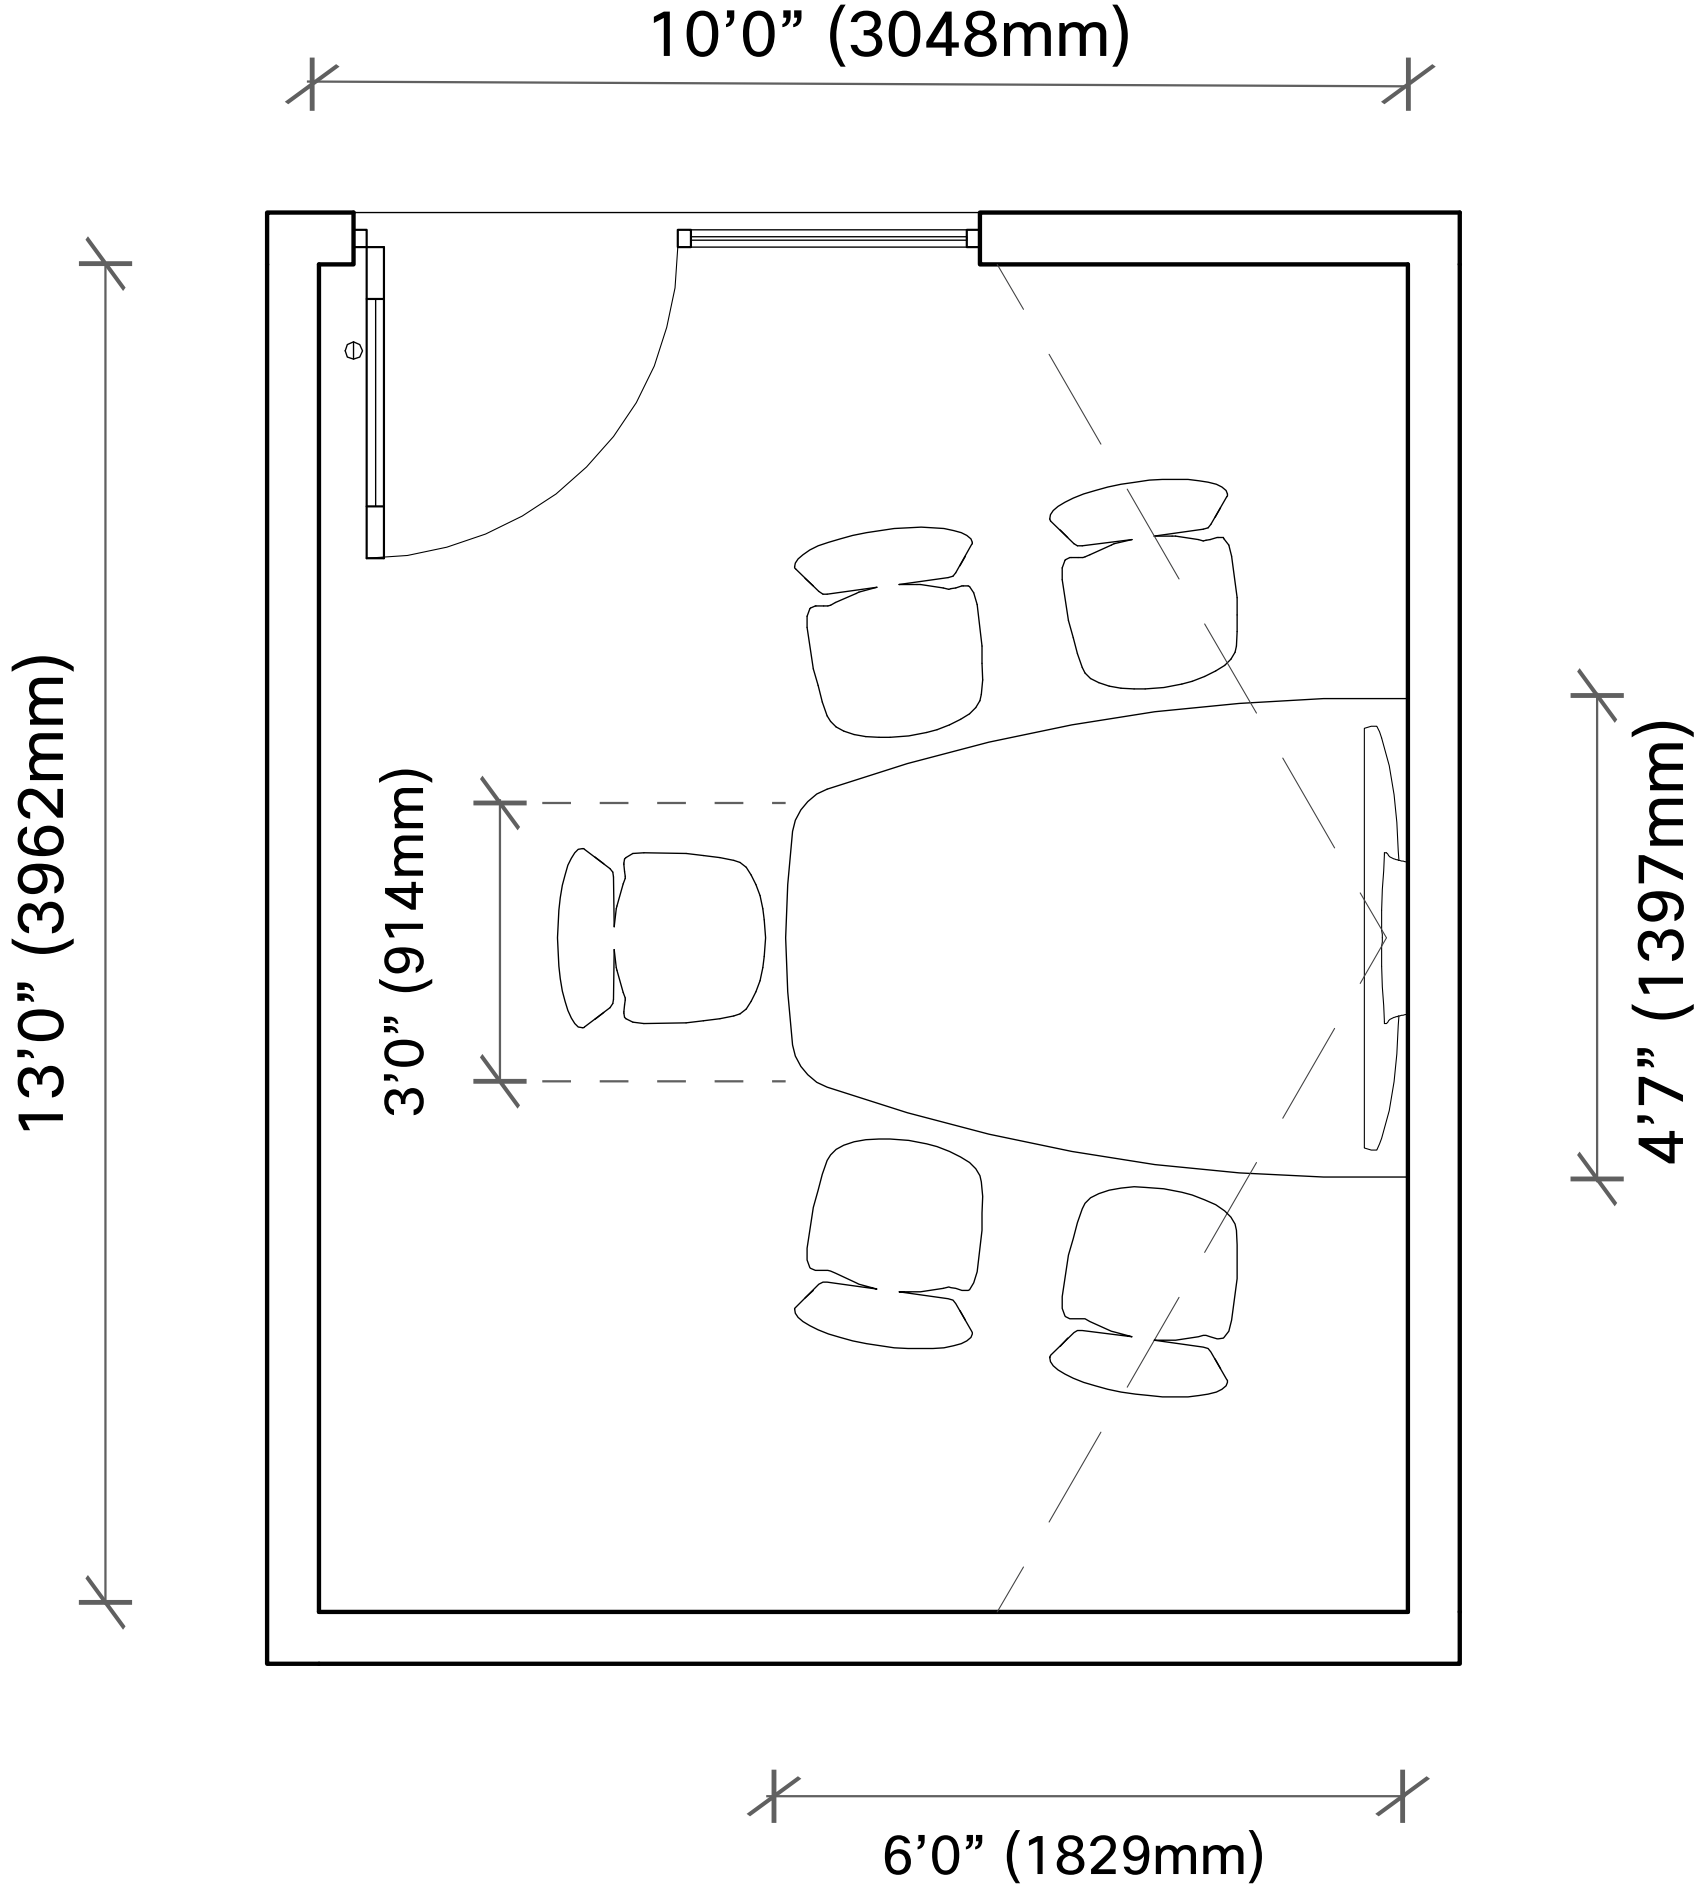 10’0” (3048mm)
13’0” (3962mm)
3’0” (914mm)
4’7” (1397mm)
6’0” (1829mm)